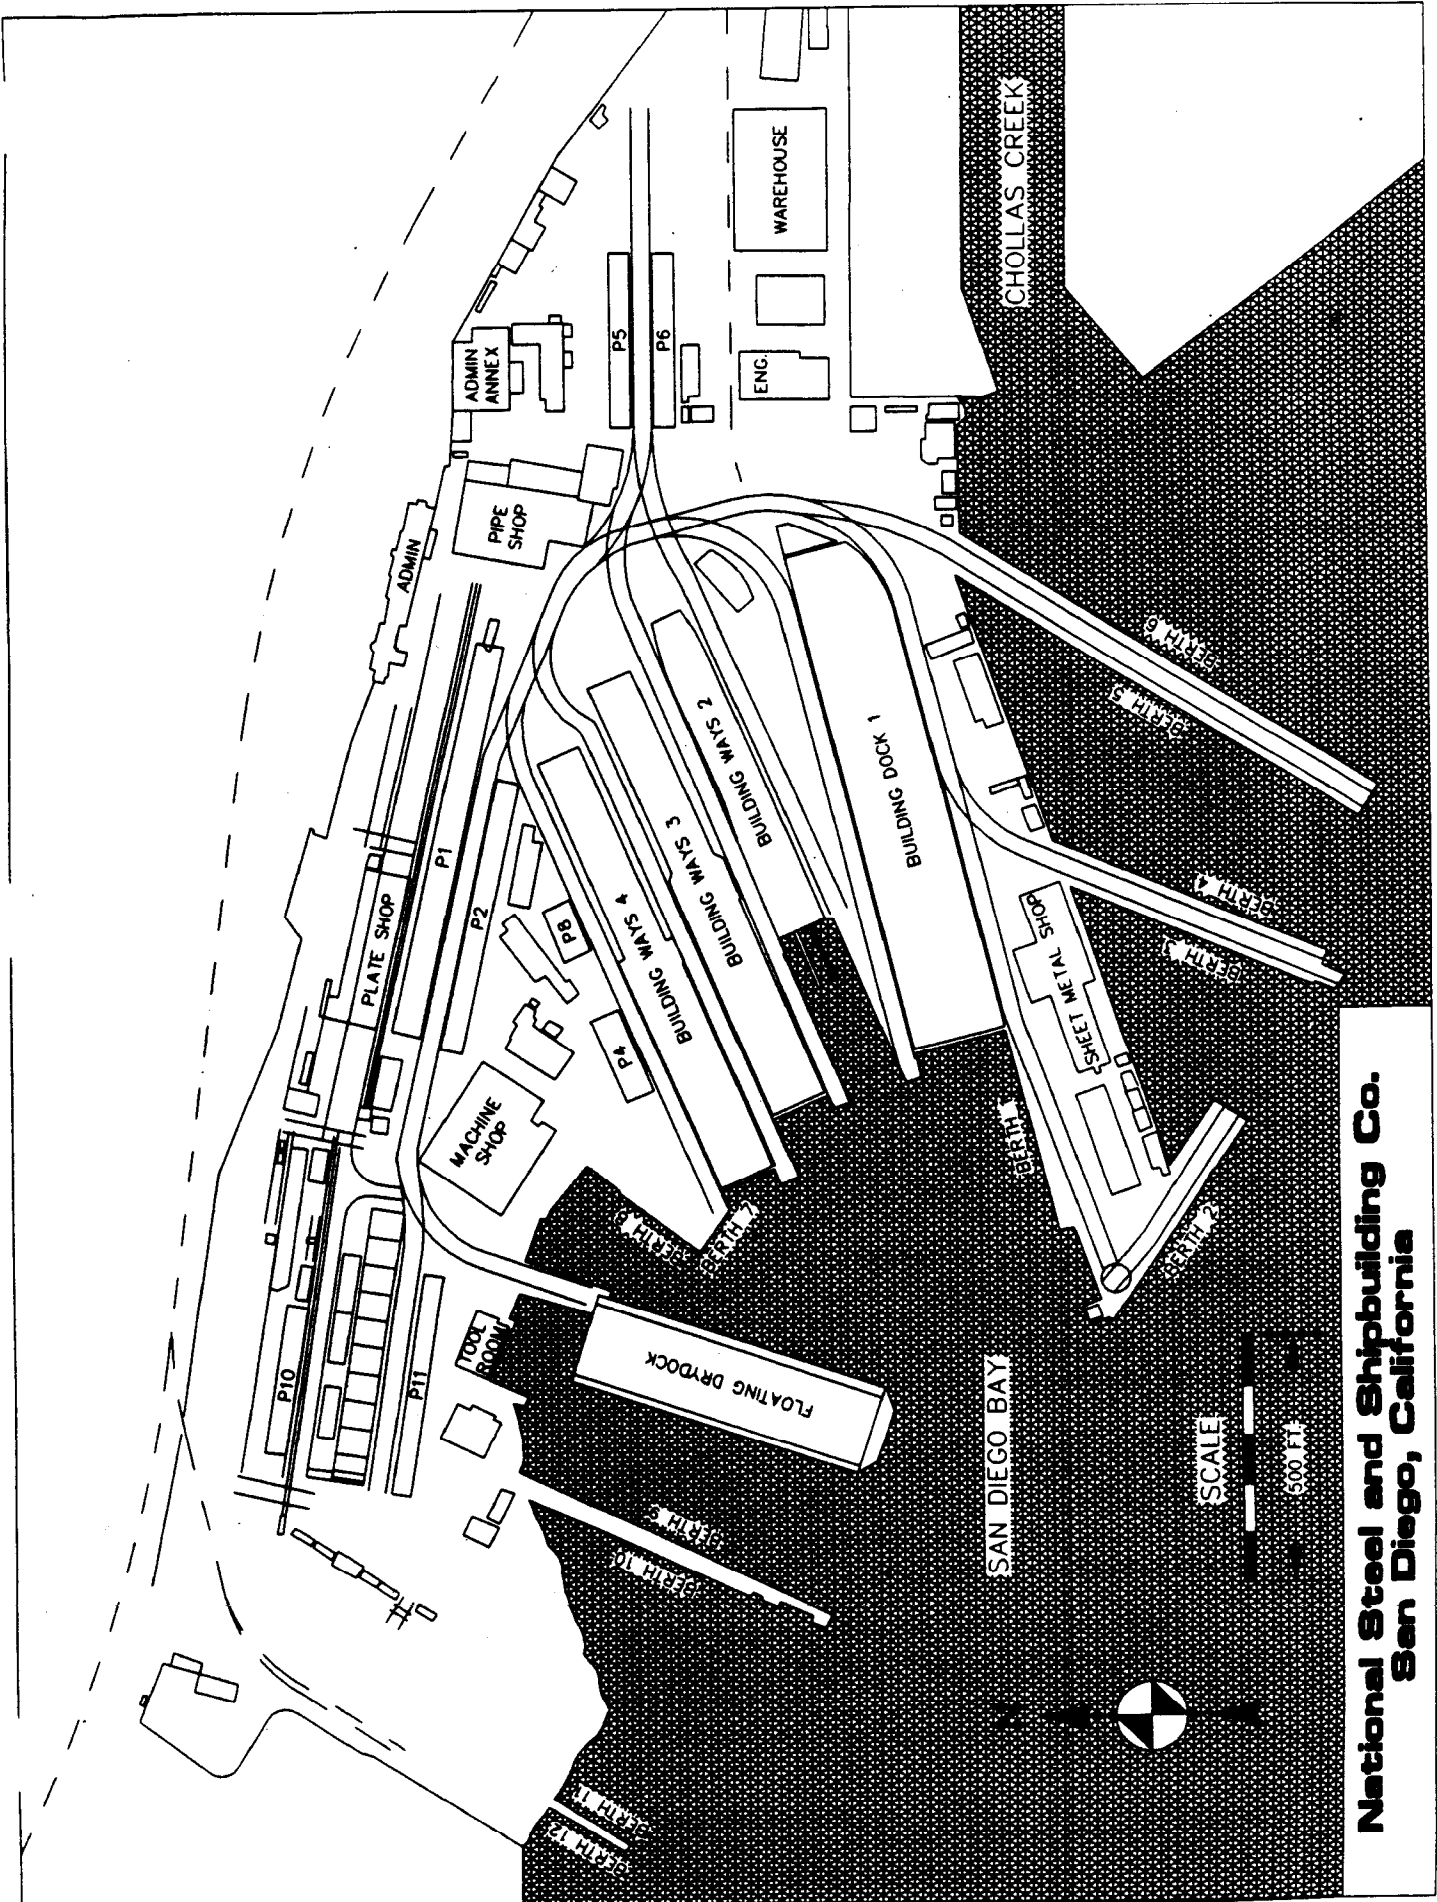 CHOLLAS CREEK
WAREHOUSE
P5
P6
ENG.
ADMIN
ANNEX
PIPE
SHOP
ADMIN
PLATE SHOP
P1
P2
P8
P4
MACHINE
SHOP
BUILDING WAYS 4
BUILDING WAYS 3
BUILDING WAYS 2
BUILDING DOCK 1
SHEET METAL SHOP
BERTH 6
BERTH 5
BERTH 4
BERTH 3
BERTH 1
BERTH 2
BERTH 8
BERTH 7
P10
P11
TOOL
ROOM
FLOATING DRYDOCK
BERTH 9
BERTH 10
BERTH 11
BERTH 12
SAN DIEGO BAY
SCALE
500 FT.
N
National Steel and Shipbuilding Co.
San Diego, California